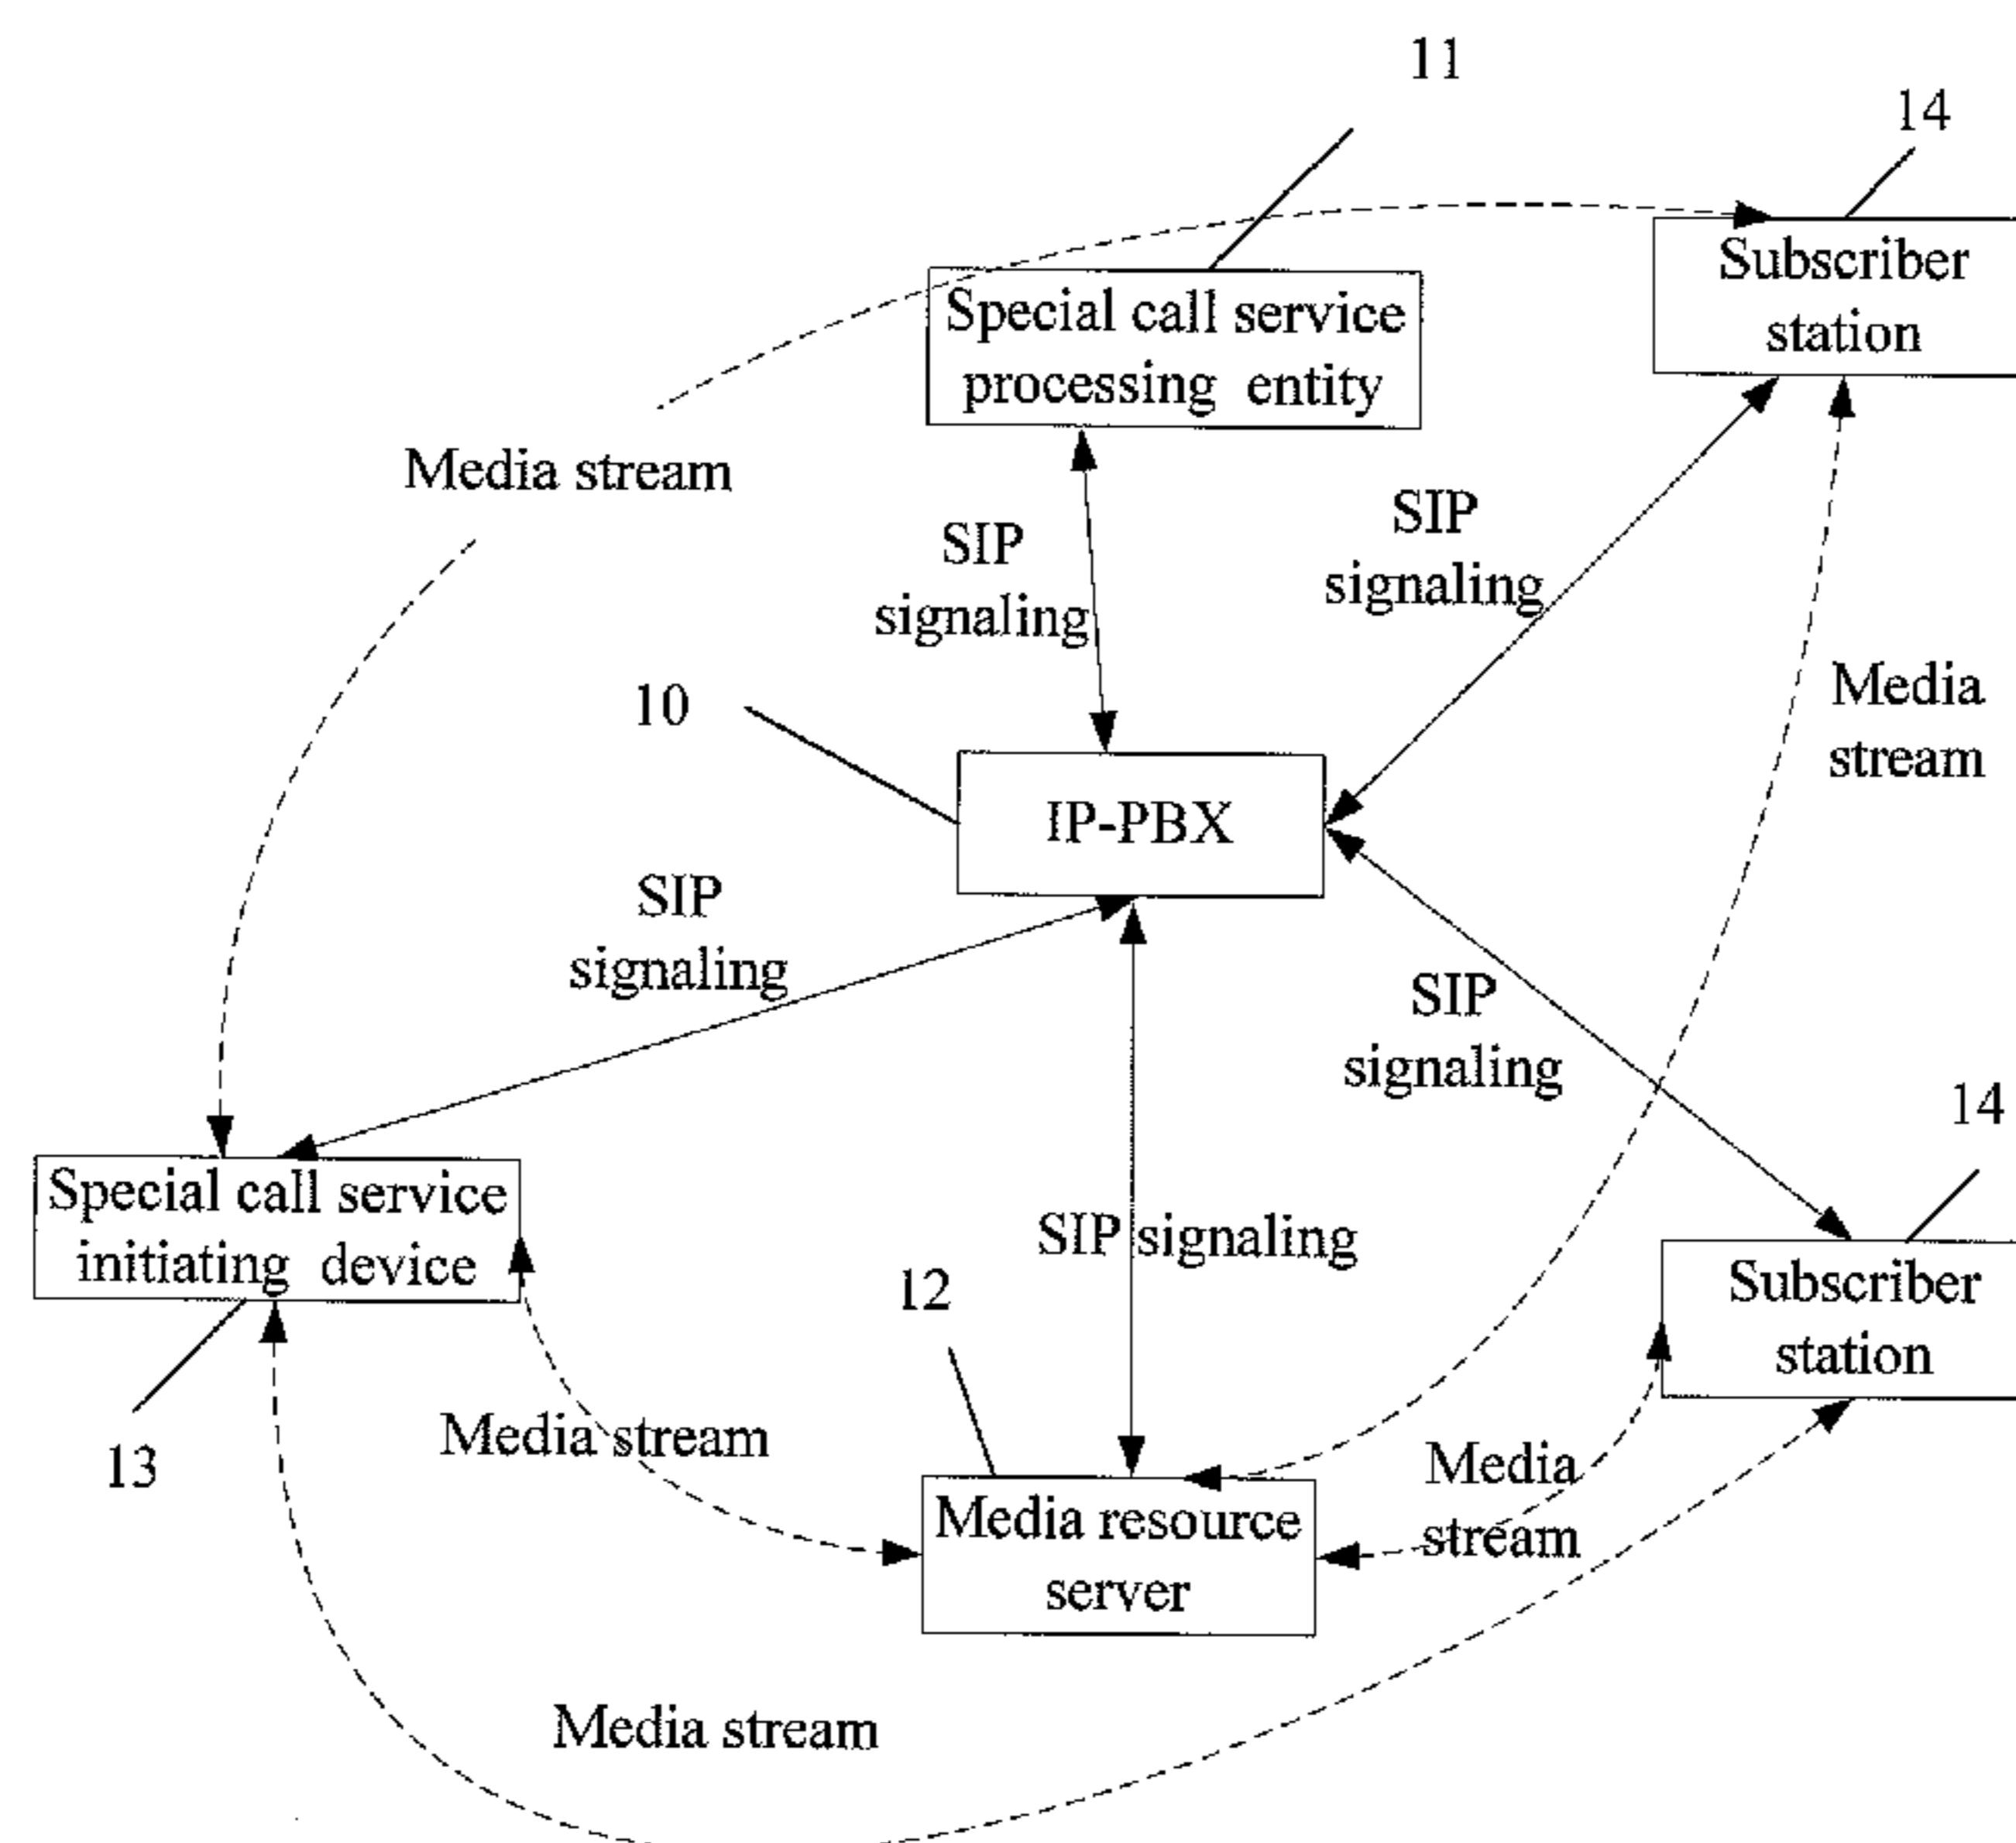 11
14
Subscriber
station
Special call service
processing entity
Media stream
SIP
signaling
SIP
signaling
Media
stream
10
IP-PBX
SIP
signaling
SIP
signaling
14
Special call service
initiating device
SIP signaling
12
Subscriber
station
13
Media stream
Media
stream
Media resource
server
Media stream